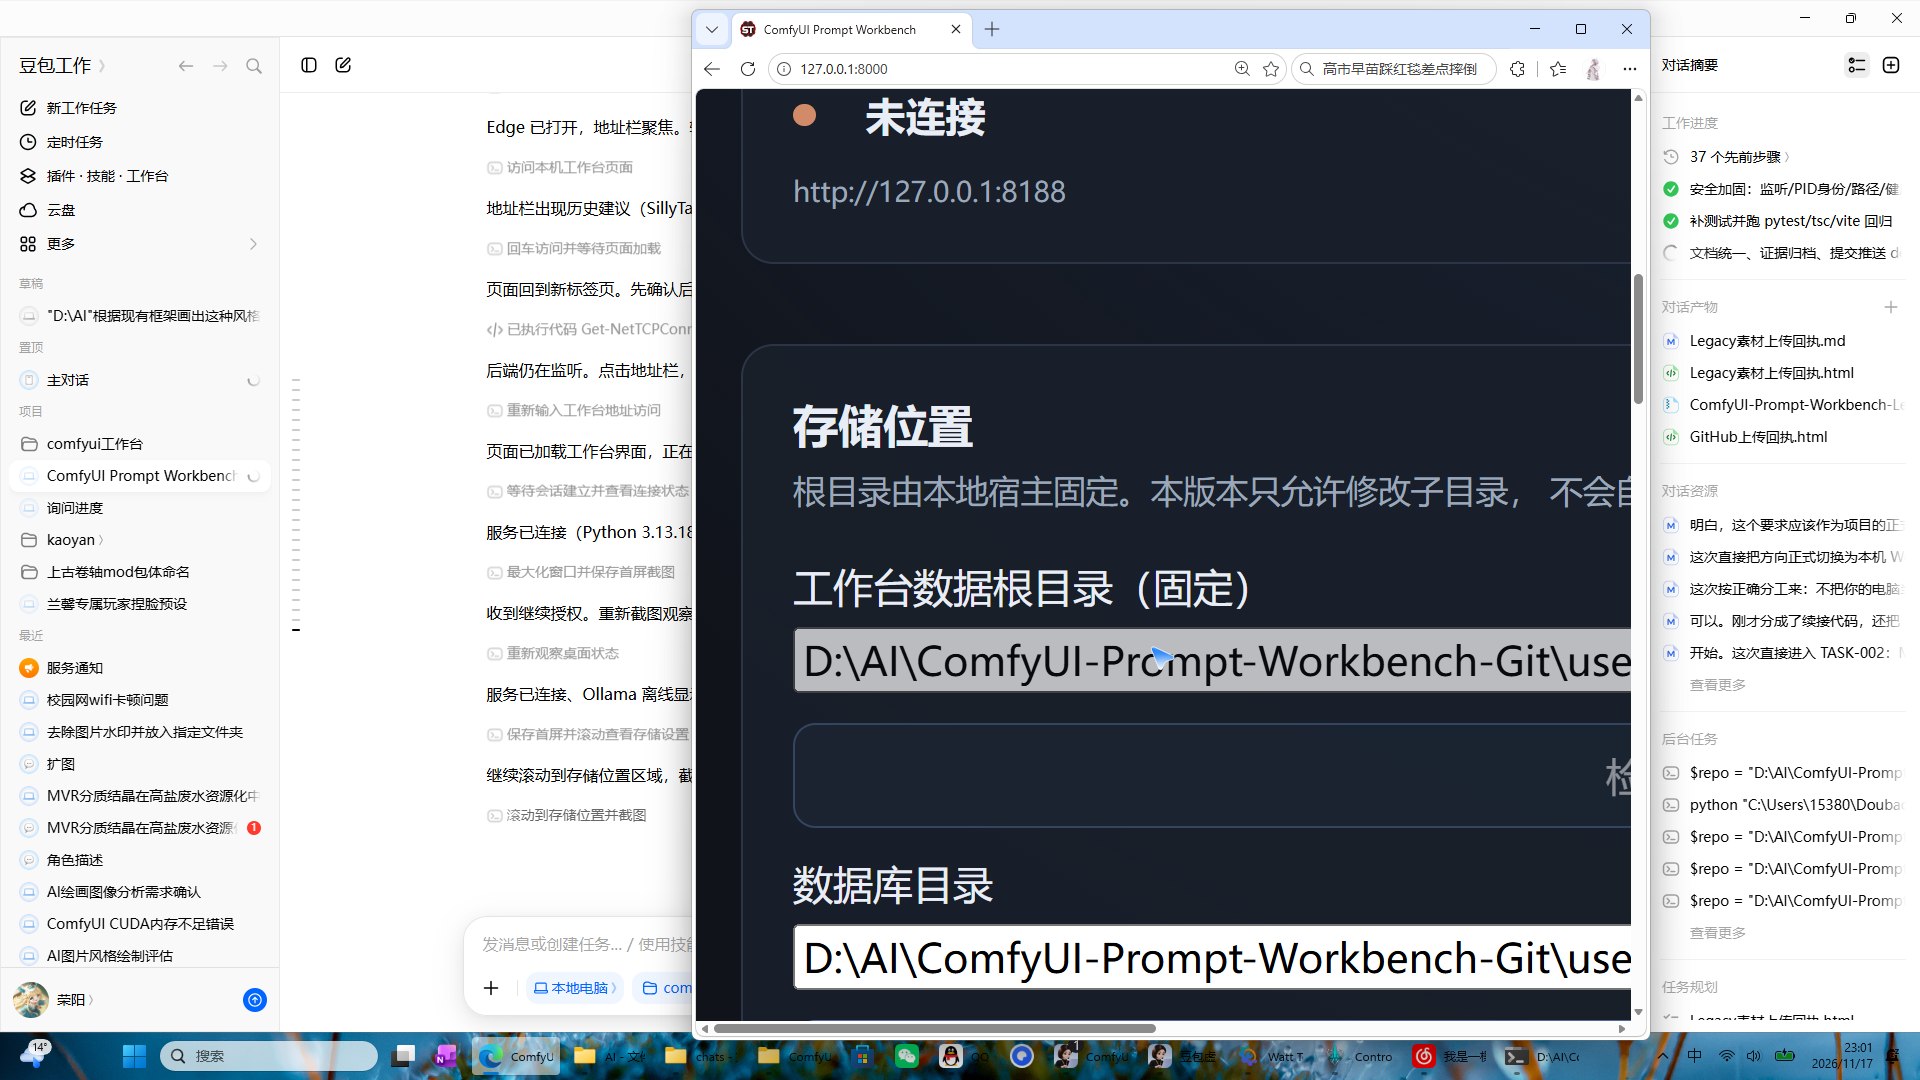 豆包工作
新工作任务
定时任务
插件 · 技能 · 工作台
云盘
更多
草稿
"D:\AI"根据现有框架画出这种风格
置顶
主对话
项目
comfyui工作台
ComfyUI Prompt Workbench
询问进度
kaoyan
上古卷轴mod包体命名
兰馨专属玩家捏脸预设
最近
服务通知
校园网wifi卡顿问题
去除图片水印并放入指定文件夹
扩图
MVR分质结晶在高盐废水资源化中
MVR分质结晶在高盐废水资源
1
角色描述
AI绘画图像分析需求确认
ComfyUI CUDA内存不足错误
AI图片风格绘制评估
荣阳
Edge 已打开，地址栏聚焦。
访问本机工作台页面
地址栏出现历史建议（SillyTa
回车访问并等待页面加载
页面回到新标签页。先确认后
已执行代码 Get-NetTCPConr
后端仍在监听。点击地址栏，
重新输入工作台地址访问
页面已加载工作台界面，正在
等待会话建立并查看连接状态
服务已连接（Python 3.13.18
最大化窗口并保存首屏截图
收到继续授权。重新截图观察
重新观察桌面状态
服务已连接、Ollama 离线显
保存首屏并滚动查看存储设置
继续滚动到存储位置区域，截
滚动到存储位置并截图
发消息或创建任务... / 使用技能
本地电脑
com
ComfyUI Prompt Workbench
127.0.0.1:8000
高市早苗踩红毯差点摔倒
未连接
http://127.0.0.1:8188
存储位置
根目录由本地宿主固定。本版本只允许修改子目录， 不会自
工作台数据根目录（固定）
D:\AI\ComfyUI-Prompt-Workbench-Git\use
检
数据库目录
D:\AI\ComfyUI-Prompt-Workbench-Git\use
对话摘要
工作进度
37 个先前步骤
安全加固：监听/PID身份/路径/健
补测试并跑 pytest/tsc/vite 回归
文档统一、证据归档、提交推送 d
对话产物
Legacy素材上传回执.md
Legacy素材上传回执.html
ComfyUI-Prompt-Workbench-Le
GitHub上传回执.html
对话资源
明白，这个要求应该作为项目的正
这次直接把方向正式切换为本机 W
这次按正确分工来：不把你的电脑
可以。刚才分成了续接代码，还把
开始。这次直接进入 TASK-002：
查看更多
后台任务
$repo = "D:\AI\ComfyUI-Promp
python "C:\Users\15380\Douba
$repo = "D:\AI\ComfyUI-Promp
$repo = "D:\AI\ComfyUI-Promp
$repo = "D:\AI\ComfyUI-Promp
查看更多
任务规划
Legacy素材上传回执.html
14°
搜索
ComfyU
AI - 文
chats -
ComfyU
QQ
ComfyU
Watt T
Contro
我是一
D:\AI\Co
中
23:01
2026/11/17